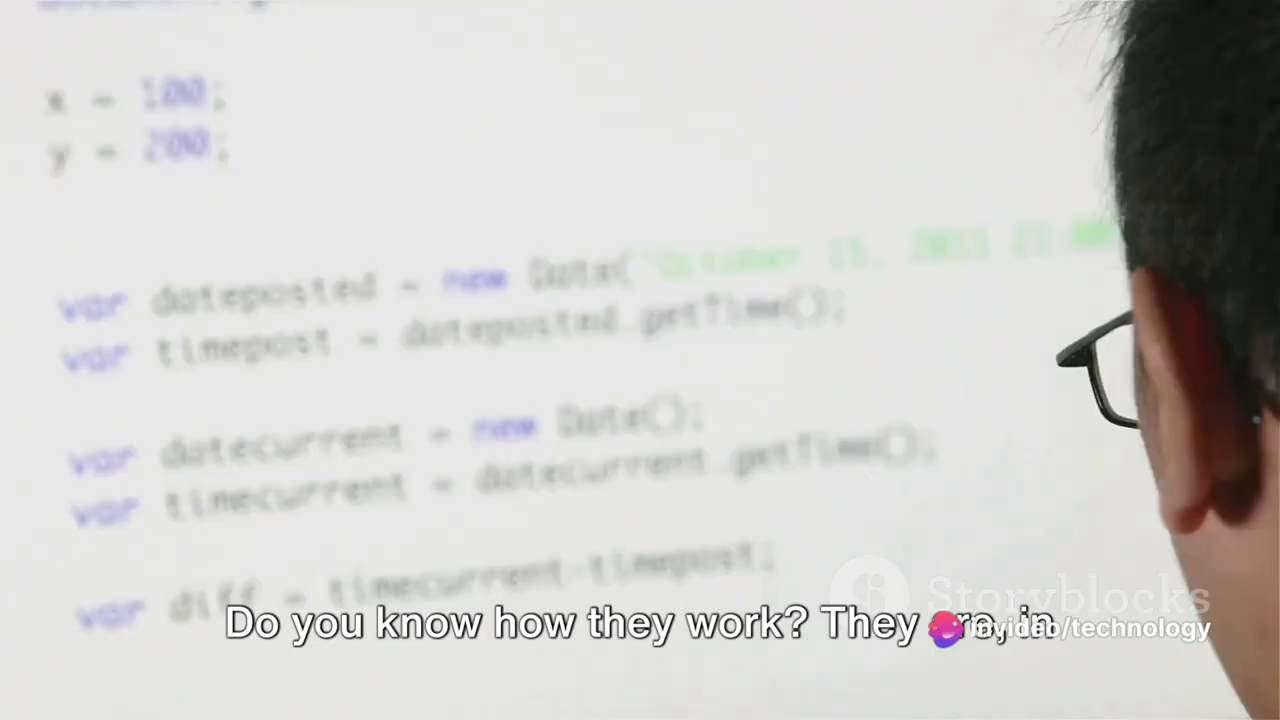 x = 100;
y = 200;
var dateposted = new Date("October 15, 2011 21:00
var timepost = dateposted.getTime();
var datecurrent = new Date();
var timecurrent = datecurrent.getTime();
var diff = timecurrent-timepost;
Storyblocks
Do you know how they work? They are, in
invideo/technology